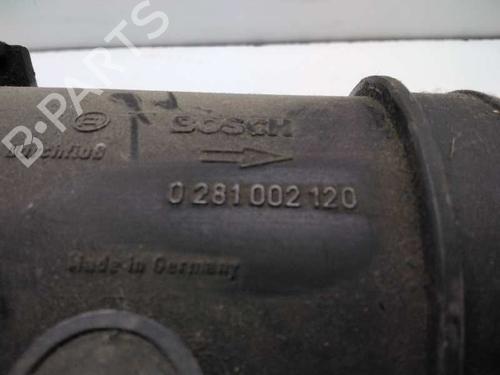 BOSCH
0 281 002 120
Made in Germany
B-PARTS